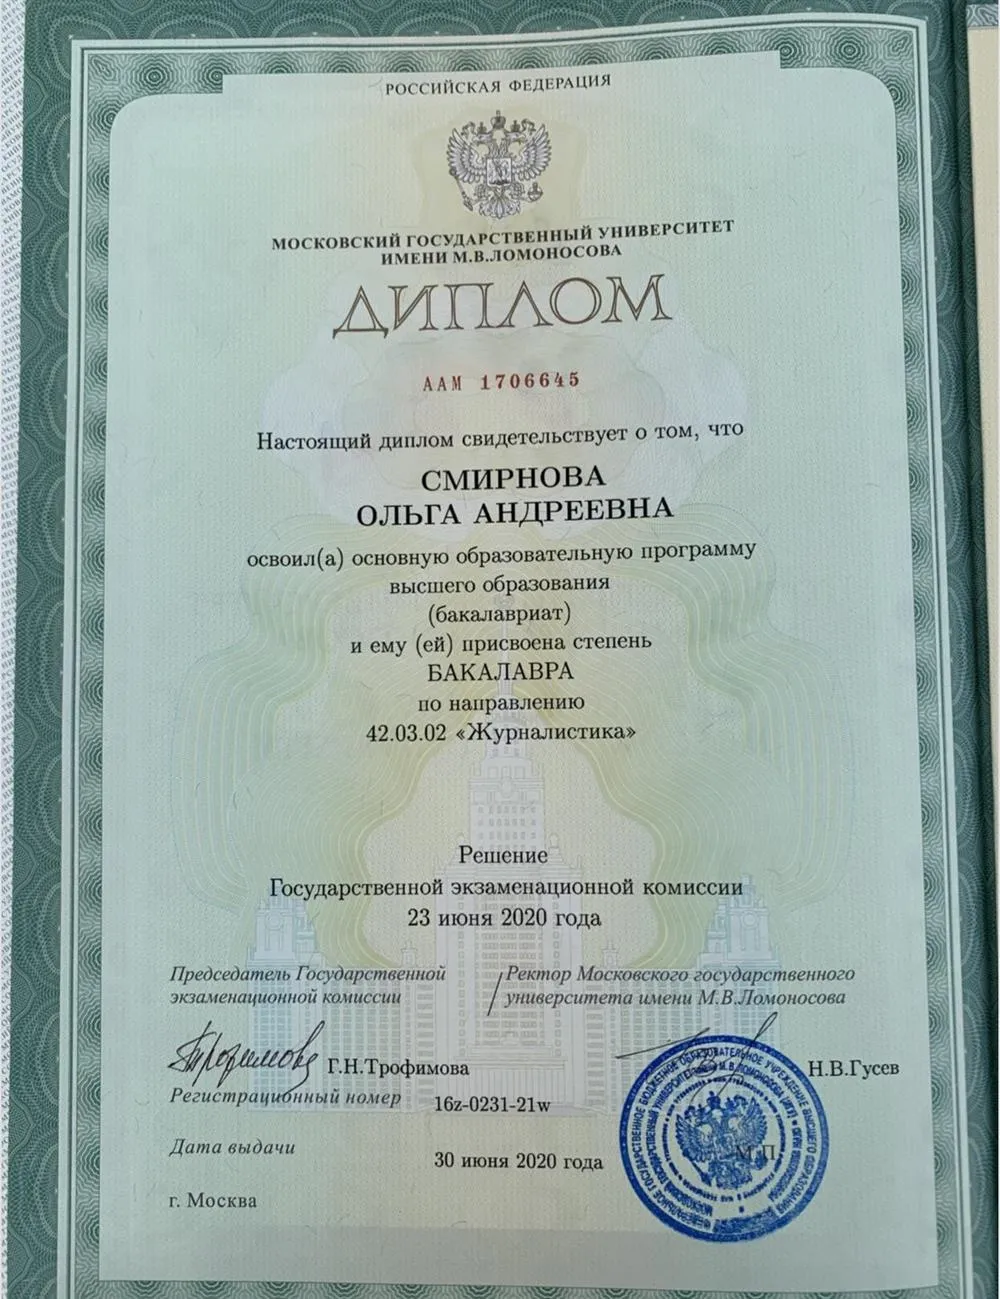 РОССИЙСКАЯ ФЕДЕРАЦИЯ
МОСКОВСКИЙ ГОСУДАРСТВЕННЫЙ УНИВЕРСИТЕТ
ИМЕНИ М.В.ЛОМОНОСОВА
ДИПЛОМ
ААМ 1706645
Настоящий диплом свидетельствует о том, что
СМИРНОВА
ОЛЬГА АНДРЕЕВНА
освоил(а) основную образовательную программу
высшего образования
(бакалавриат)
и ему (ей) присвоена степень
БАКАЛАВРА
по направлению
42.03.02 «Журналистика»
Решение
Государственной экзаменационной комиссии
23 июня 2020 года
Председатель Государственной
экзаменационной комиссии
Ректор Московского государственного
университета имени М.В.Ломоносова
Г.Н.Трофимова
Н.В.Гусев
Регистрационный номер 16z-0231-21w
М.П.
Дата выдачи 30 июня 2020 года
г. Москва